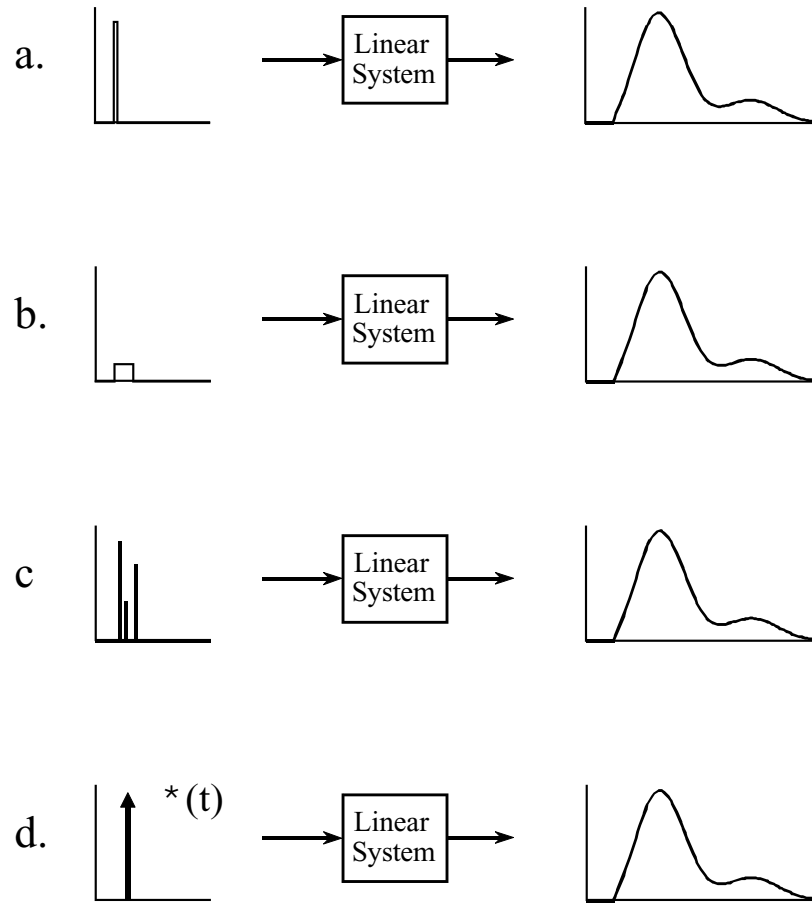 a.
Linear
System
b.
Linear
System
c
Linear
System
d.
*(t)
Linear
System